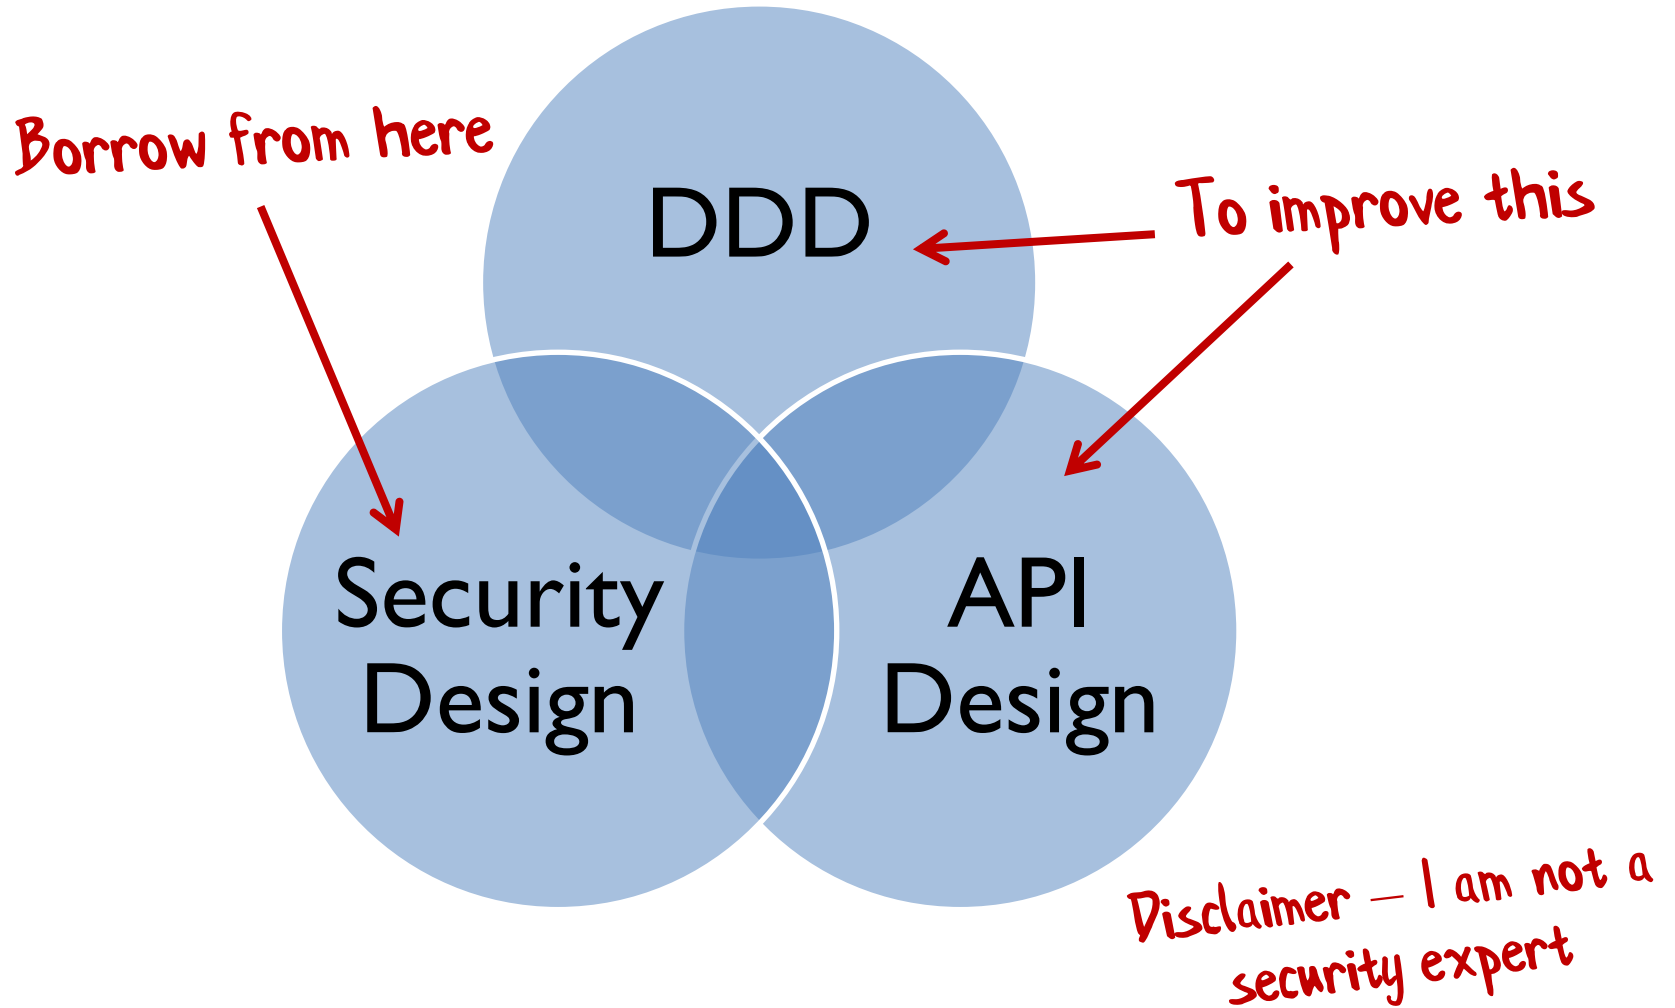 Borrow from here
DDD
To improve this
Security
Design
API
Design
Disclaimer – I am not a
security expert